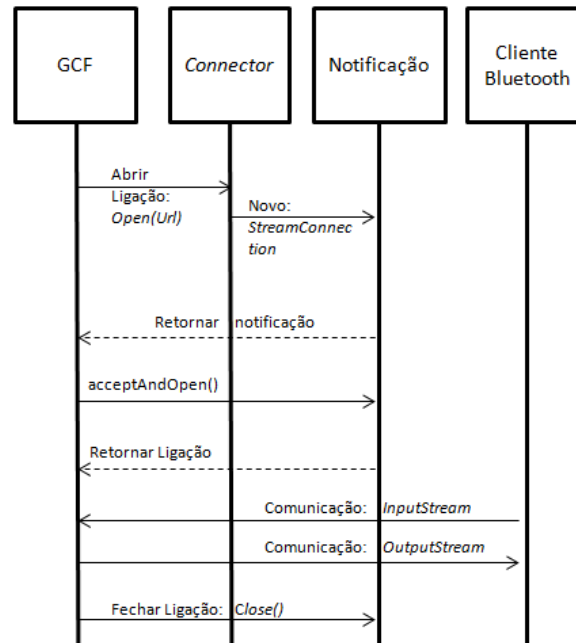 GCF
Connector
Notificação
Cliente
Bluetooth
Abrir
Ligação:
Open(Url)
Novo:
StreamConnec
tion
Retornar notificação
acceptAndOpen()
Retornar Ligação
Comunicação: InputStream
Comunicação: OutputStream
Fechar Ligação: Close()